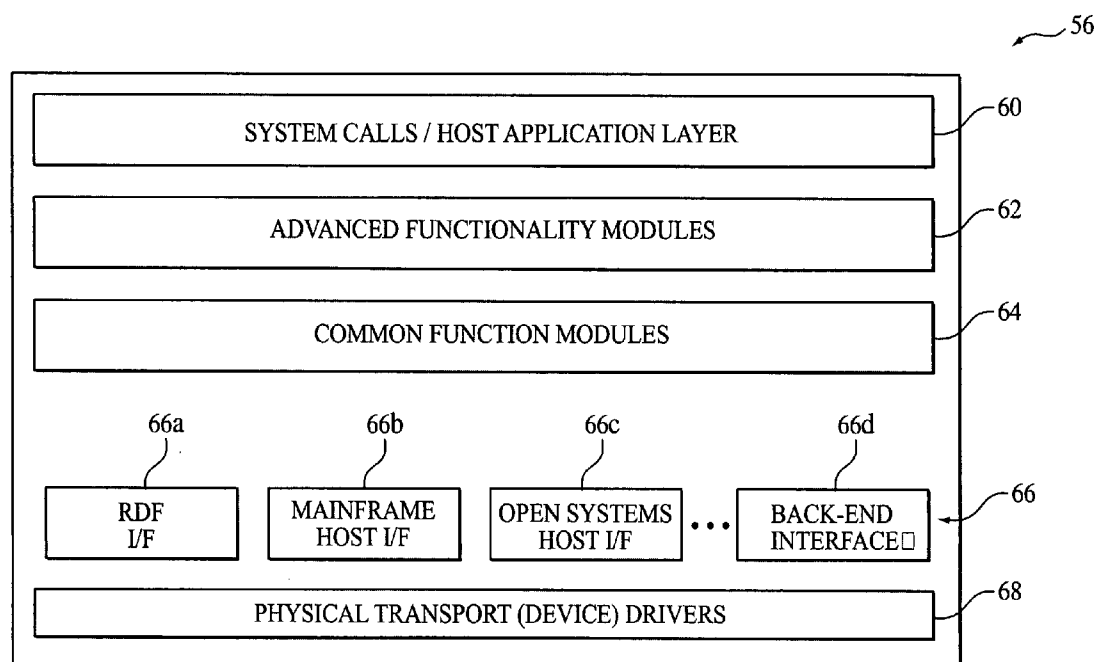 56
SYSTEM CALLS / HOST APPLICATION LAYER
60
ADVANCED FUNCTIONALITY MODULES
62
COMMON FUNCTION MODULES
64
66a
66b
66c
66d
RDF
I/F
MAINFRAME
HOST I/F
OPEN SYSTEMS
HOST I/F
•••
BACK-END
INTERFACE□
66
PHYSICAL TRANSPORT (DEVICE) DRIVERS
68